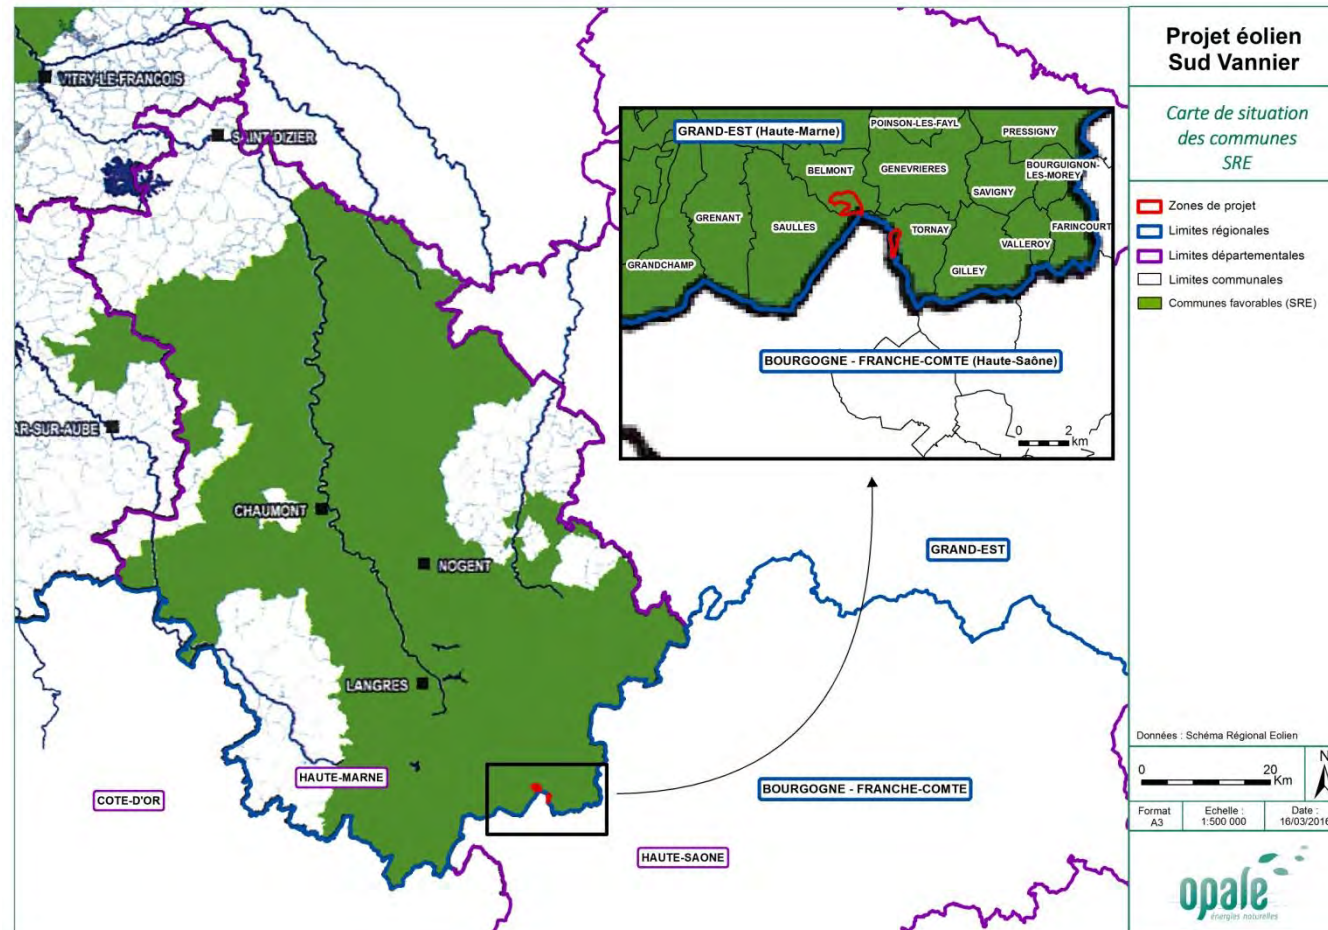 Projet éolien
Sud Vannier
Carte de situation
des communes
SRE
Zones de projet
Limites régionales
Limites départementales
Limites communales
Communes favorables (SRE)
VITRY-LE-FRANCOIS
SAINT-DIZIER
AR-SUR-AUBE
CHAUMONT
NOGENT
LANGRES
HAUTE-MARNE
COTE-D'OR
HAUTE-SAONE
GRAND-EST
BOURGOGNE - FRANCHE-COMTE
GRAND-EST (Haute-Marne)
POINSON-LES-FAYL
PRESSIGNY
BELMONT
GENEVRIERES
BOURGUIGNON-
LES-MOREY
SAVIGNY
GRENANT
SAULLES
TORNAY
FARINCOURT
VALLEROY
GRANDCHAMP
GILLEY
BOURGOGNE - FRANCHE-COMTE (Haute-Saône)
0 2
km
Données : Schéma Régional Eolien
0 20
Km
N
Format
A3
Echelle :
1:500 000
Date :
16/03/2016
opale
énergies naturelles